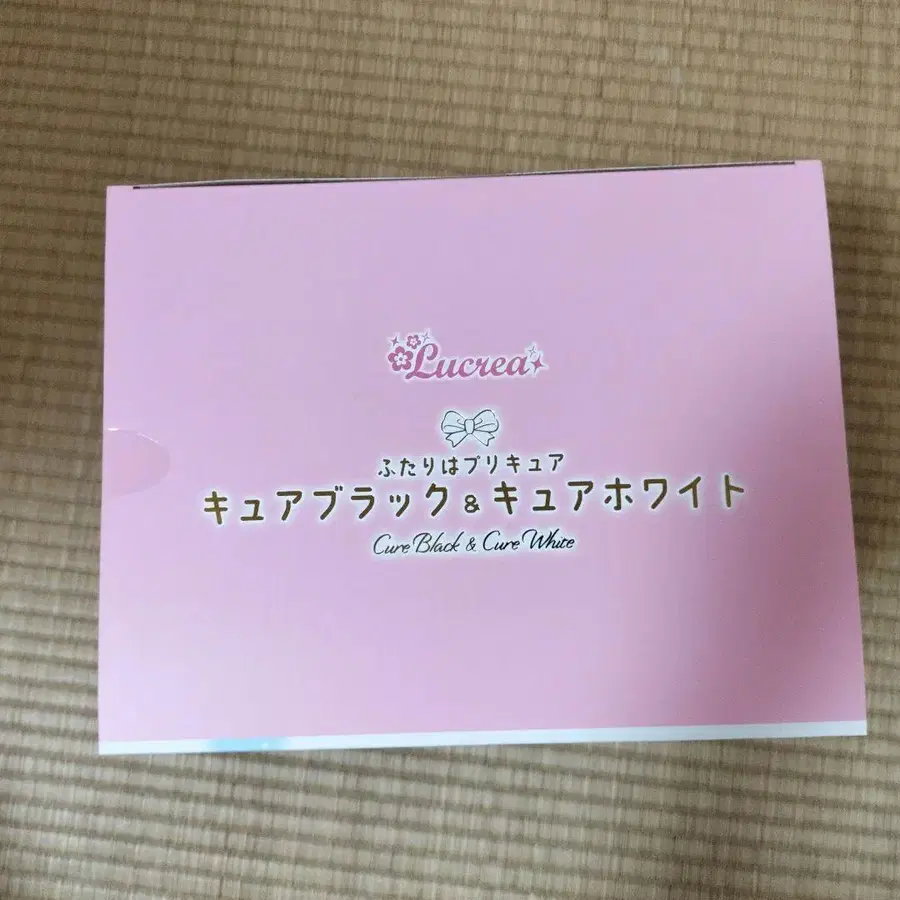 Lucrea
ふたりはプリキュア
キュアブラック&キュアホワイト
Cure Black & Cure White